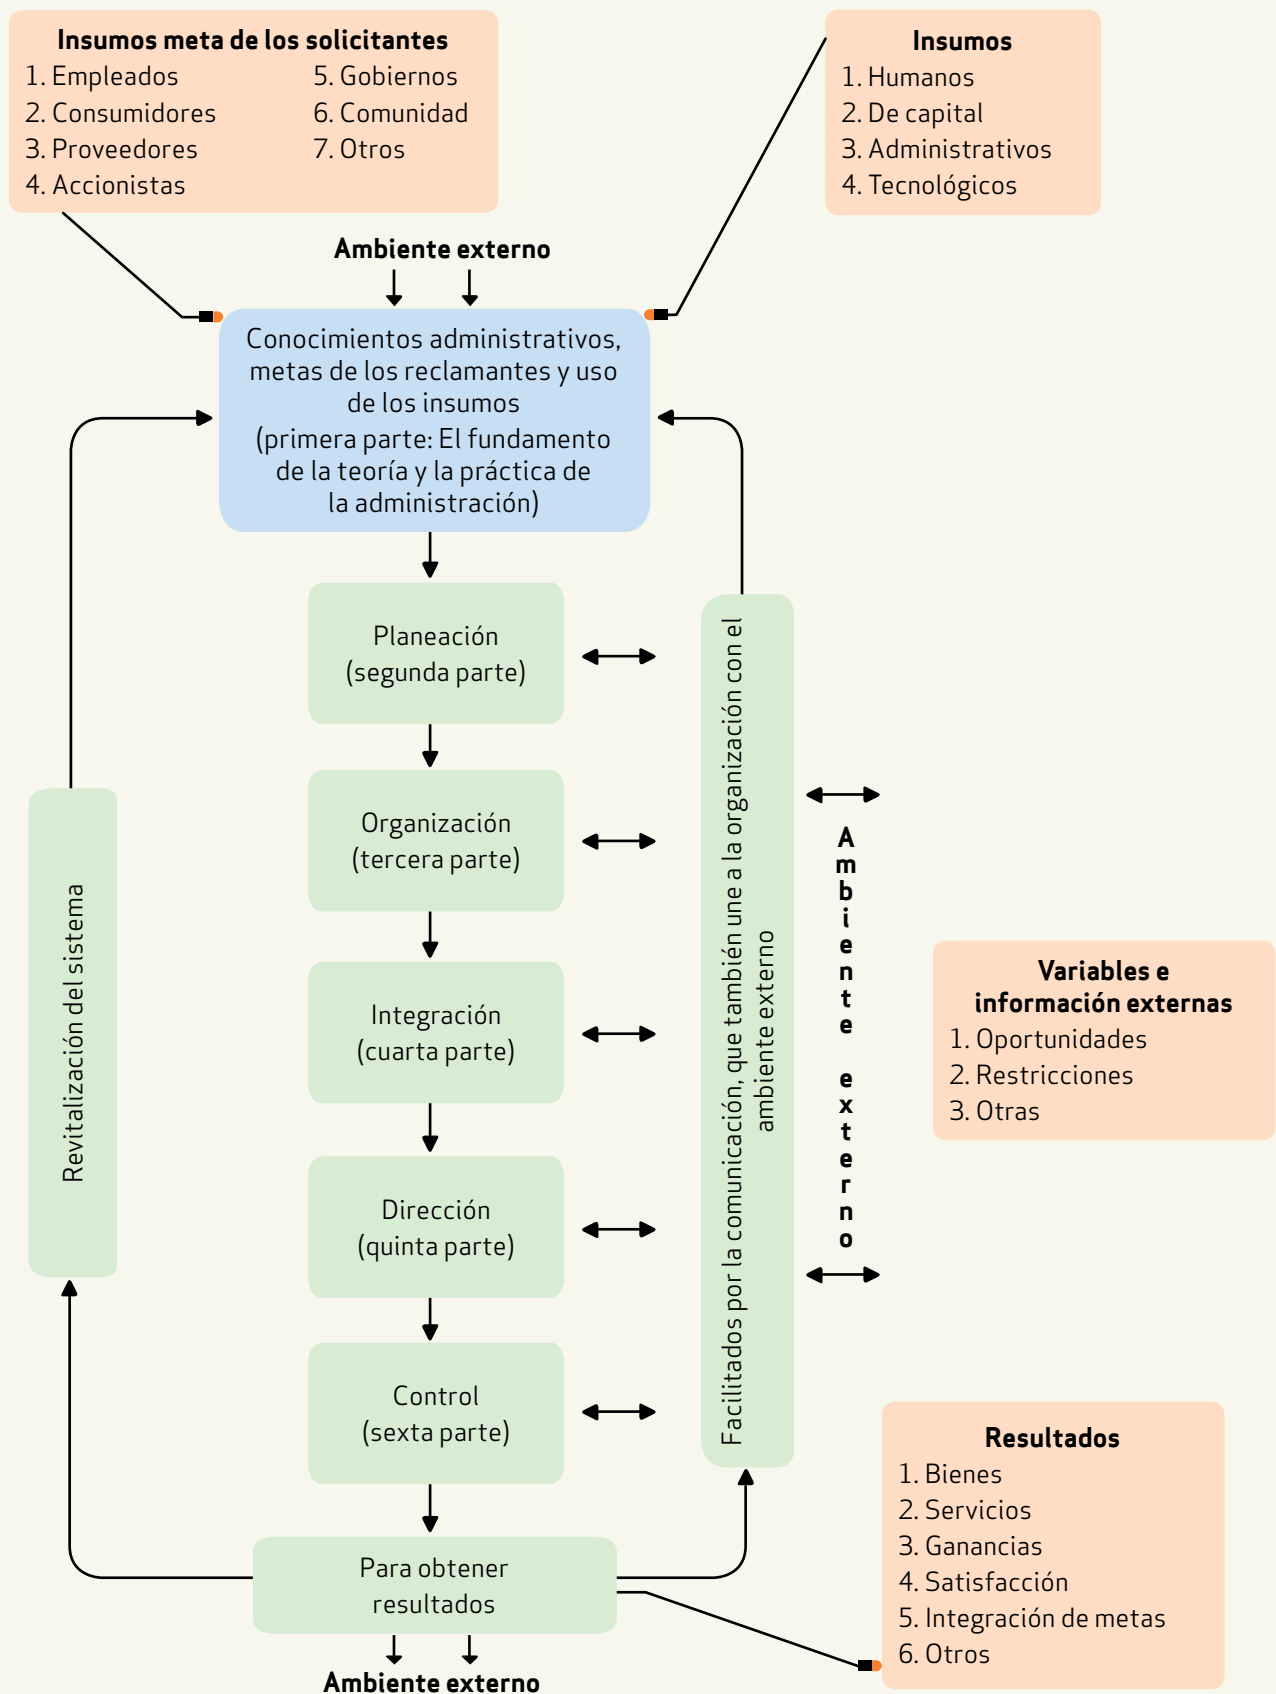 Insumos meta de los solicitantes
1. Empleados
2. Consumidores
3. Proveedores
4. Accionistas
5. Gobiernos
6. Comunidad
7. Otros
Insumos
1. Humanos
2. De capital
3. Administrativos
4. Tecnológicos
Ambiente externo
Conocimientos administrativos,
metas de los reclamantes y uso
de los insumos
(primera parte: El fundamento
de la teoría y la práctica de
la administración)
Planeación
(segunda parte)
Organización
(tercera parte)
Integración
(cuarta parte)
Dirección
(quinta parte)
Control
(sexta parte)
Para obtener
resultados
Ambiente externo
Revitalización del sistema
Facilitados por la comunicación, que también une a la organización con el
ambiente externo
Ambiente externo
Variables e
información externas
1. Oportunidades
2. Restricciones
3. Otras
Resultados
1. Bienes
2. Servicios
3. Ganancias
4. Satisfacción
5. Integración de metas
6. Otros